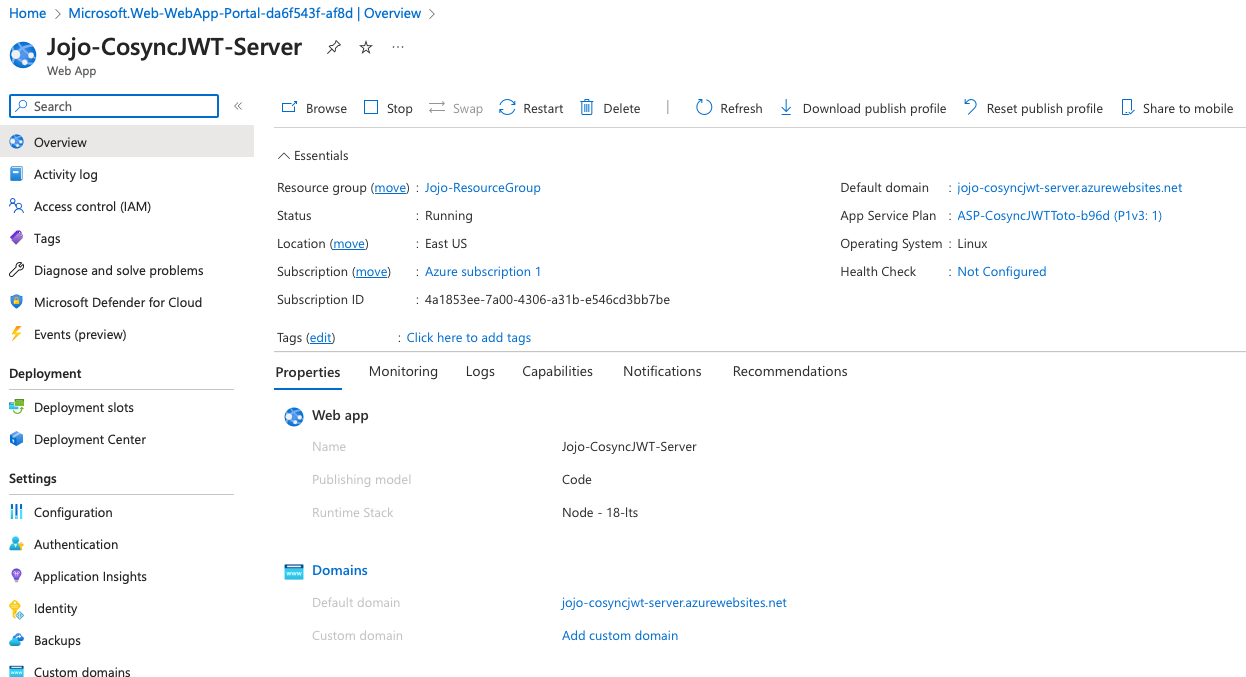 Home > Microsoft.Web-WebApp-Portal-da6f543f-af8d | Overview >
Jojo-CosyncJWT-Server ...
Web App
Search «
Overview
Activity log
Access control (IAM)
Tags
Diagnose and solve problems
Microsoft Defender for Cloud
Events (preview)
Deployment
Deployment slots
Deployment Center
Settings
Configuration
Authentication
Application Insights
Identity
Backups
Custom domains
Browse Stop Swap Restart Delete | Refresh Download publish profile Reset publish profile Share to mobile
Essentials
Resource group (move) : Jojo-ResourceGroup
Status : Running
Location (move) : East US
Subscription (move) : Azure subscription 1
Subscription ID : 4a1853ee-7a00-4306-a31b-e546cd3bb7be
Default domain : jojo-cosyncjwt-server.azurewebsites.net
App Service Plan : ASP-CosyncJWTToto-b96d (P1v3: 1)
Operating System : Linux
Health Check : Not Configured
Tags (edit) : Click here to add tags
Properties Monitoring Logs Capabilities Notifications Recommendations
Web app
Name Jojo-CosyncJWT-Server
Publishing model Code
Runtime Stack Node - 18-lts
www Domains
Default domain jojo-cosyncjwt-server.azurewebsites.net
Custom domain Add custom domain